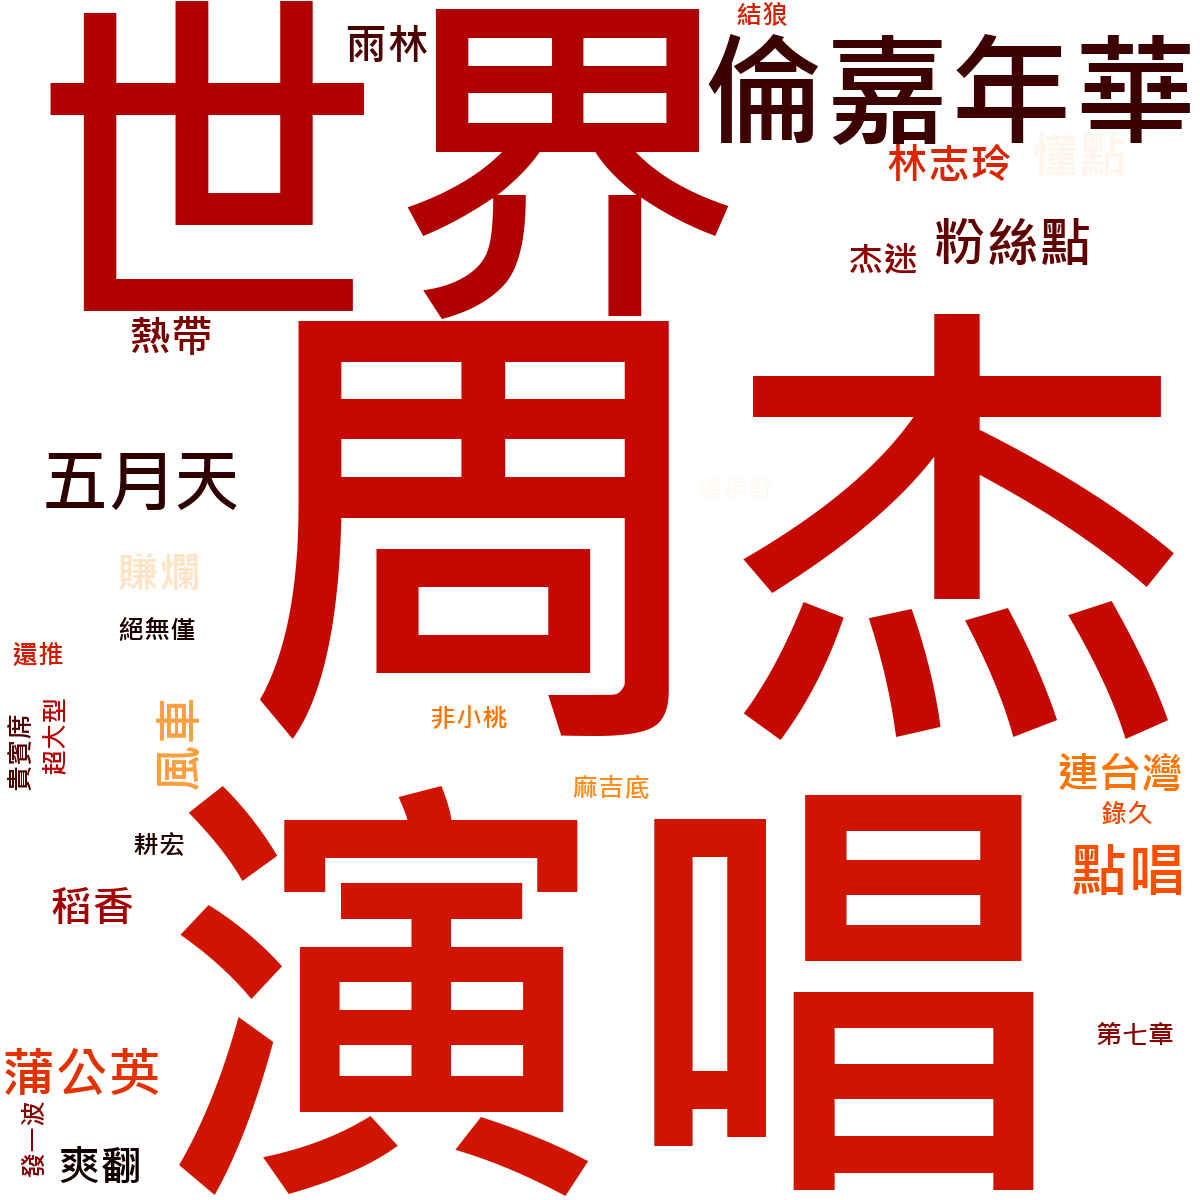 世界
雨林
結狼
倫嘉年華
林志玲
懂點
杰迷
粉絲點
熱帶
周杰
五月天
這視野
賺爛
絕無僅
還推
貴賓席
超大型
風車
非小桃
麻吉底
連台灣
錄久
點唱
耕宏
稻香
演唱
第七章
蒲公英
發一波
爽翻